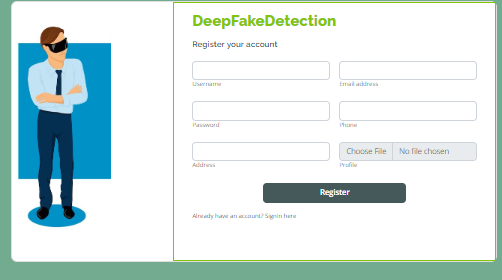 DeepFakeDetection
Register your account
Username Email address
Password Phone
Choose File No file chosen
Address Profile
Register
Already have an account? Signin here